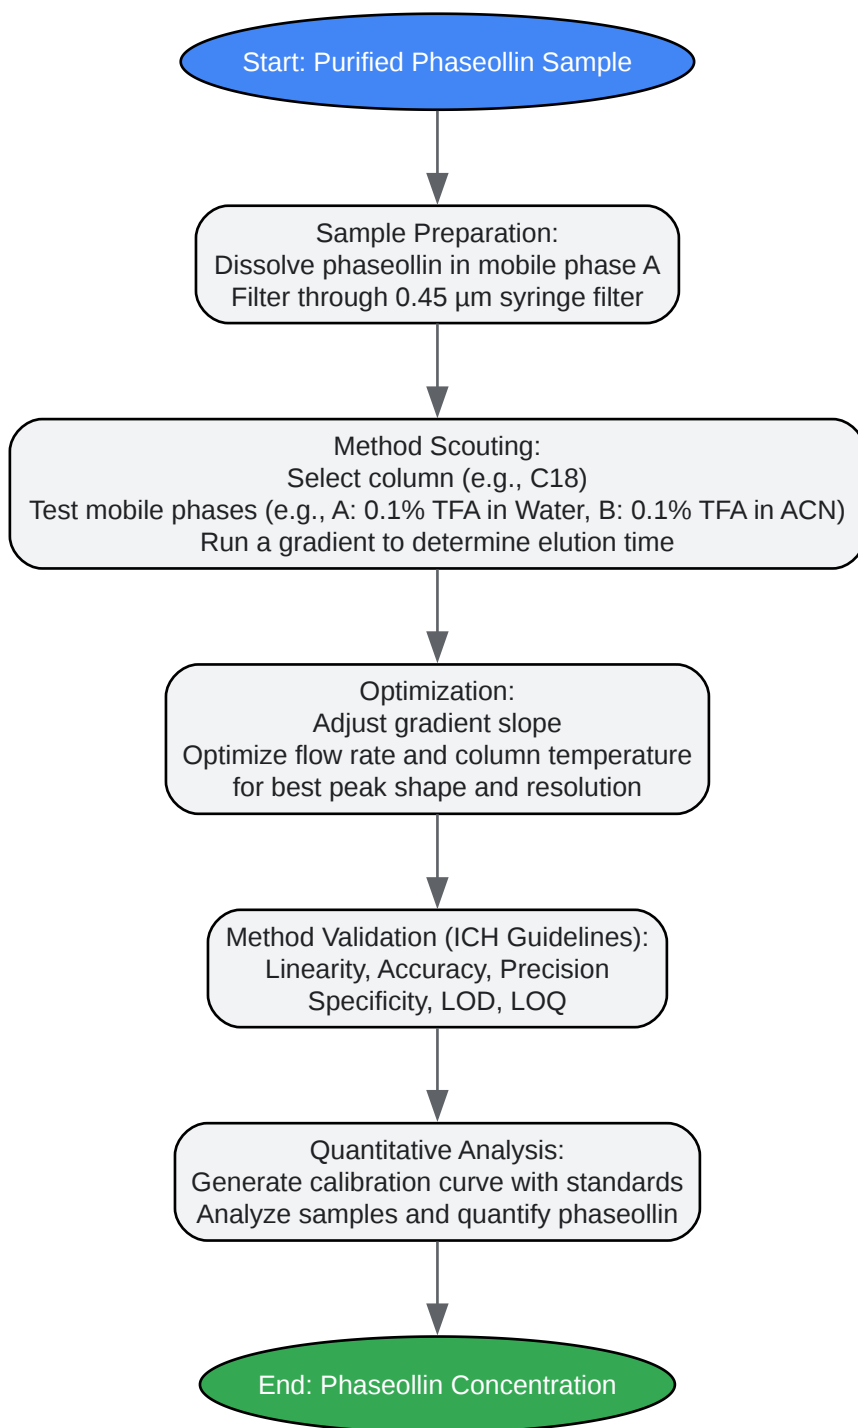 Start: Purified Phaseollin Sample
Sample Preparation:
Dissolve phaseollin in mobile phase A
Filter through 0.45 µm syringe filter
Method Scouting:
Select column (e.g., C18)
Test mobile phases (e.g., A: 0.1% TFA in Water, B: 0.1% TFA in ACN)
Run a gradient to determine elution time
Optimization:
Adjust gradient slope
Optimize flow rate and column temperature
for best peak shape and resolution
Method Validation (ICH Guidelines):
Linearity, Accuracy, Precision
Specificity, LOD, LOQ
Quantitative Analysis:
Generate calibration curve with standards
Analyze samples and quantify phaseollin
End: Phaseollin Concentration